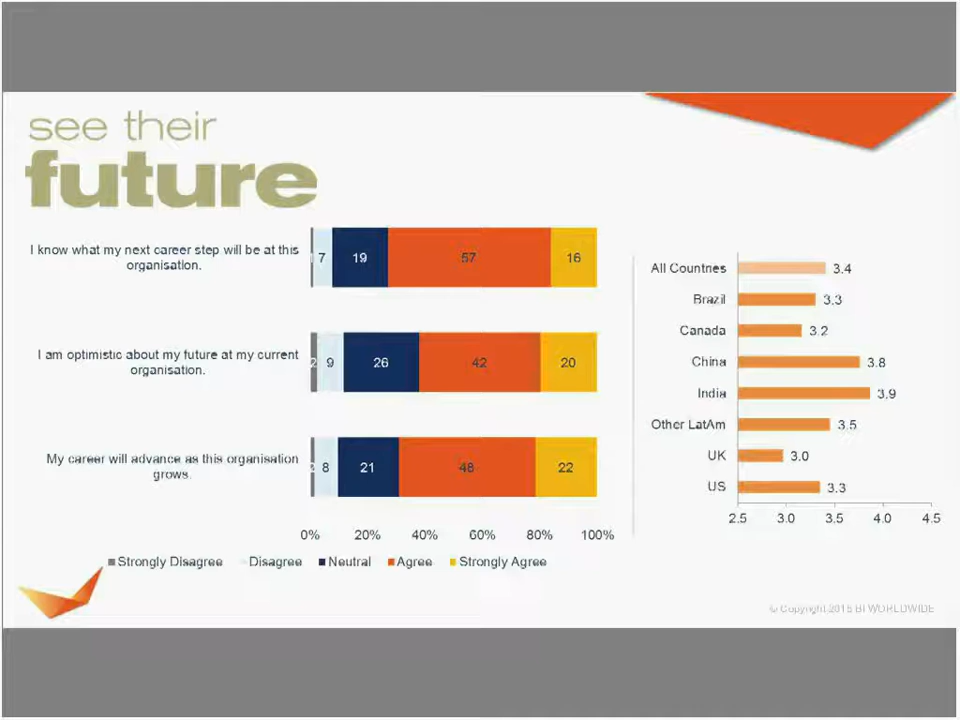 see their
future
I know what my next career step will be at this
organisation.
7 19 57 16
I am optimistic about my future at my current
organisation.
2 9 26 42 20
My career will advance as this organisation
grows.
2 8 21 48 22
0% 20% 40% 60% 80% 100%
Strongly Disagree Disagree Neutral Agree Strongly Agree
All Countries 3.4
Brazil 3.3
Canada 3.2
China 3.8
India 3.9
Other LatAm 3.5
UK 3.0
US 3.3
2.5 3.0 3.5 4.0 4.5
© Copyright 2015 BI WORLDWIDE